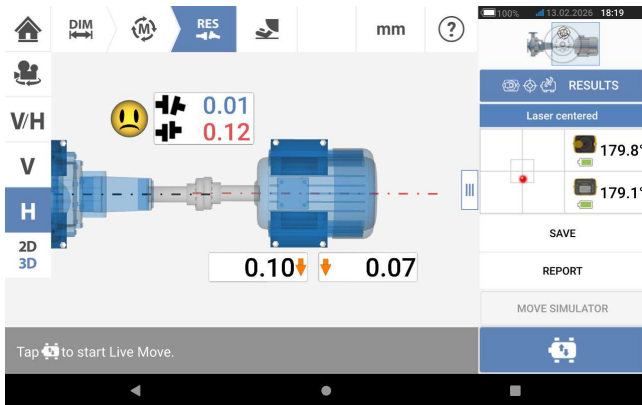 DIM
M
RES
mm
?
100%
13.02.2026
18:19
RESULTS
V/H
V
H
2D
3D
0.01
0.12
0.10
0.07
Laser centered
179.8°
179.1°
SAVE
REPORT
MOVE SIMULATOR
Tap to start Live Move.